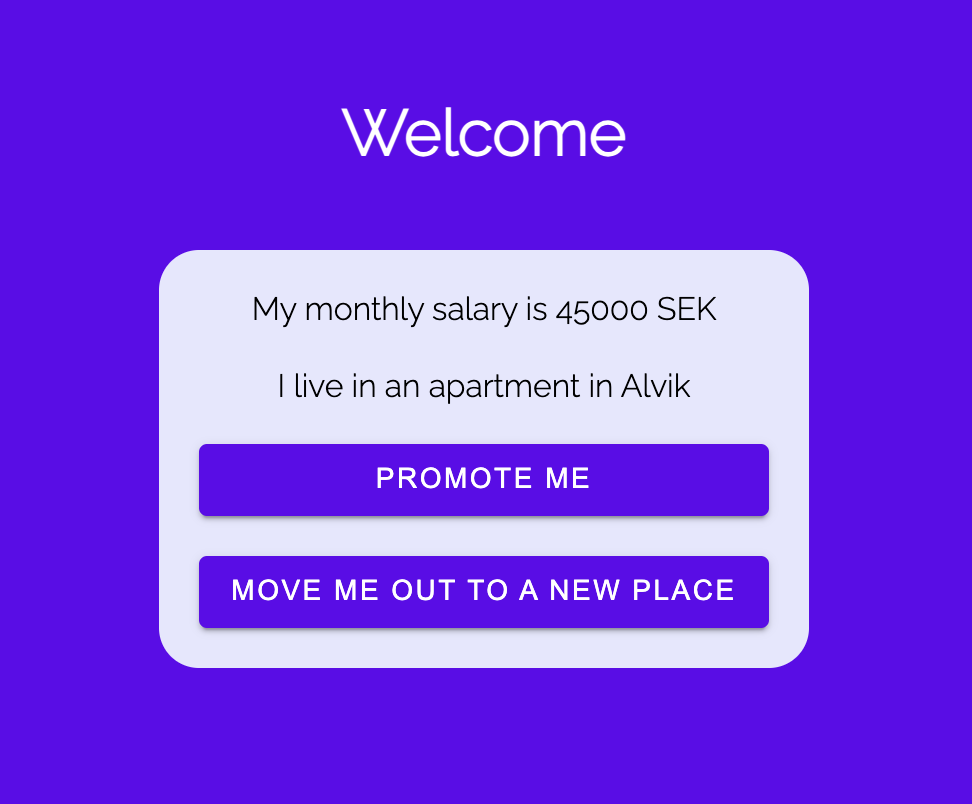 Welcome
My monthly salary is 45000 SEK
I live in an apartment in Alvik
PROMOTE ME
MOVE ME OUT TO A NEW PLACE